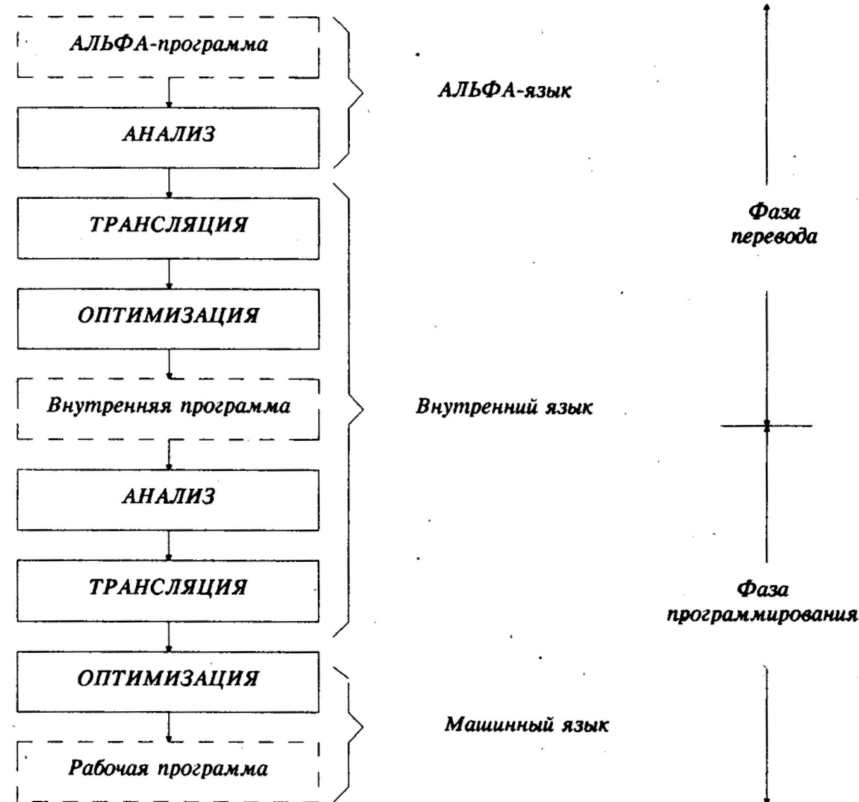 АЛЬФА-программа
АЛЬФА-язык
АНАЛИЗ
ТРАНСЛЯЦИЯ
Фаза
перевода
ОПТИМИЗАЦИЯ
Внутренняя программа
Внутренний язык
АНАЛИЗ
ТРАНСЛЯЦИЯ
Фаза
программирования
ОПТИМИЗАЦИЯ
Машинный язык
Рабочая программа